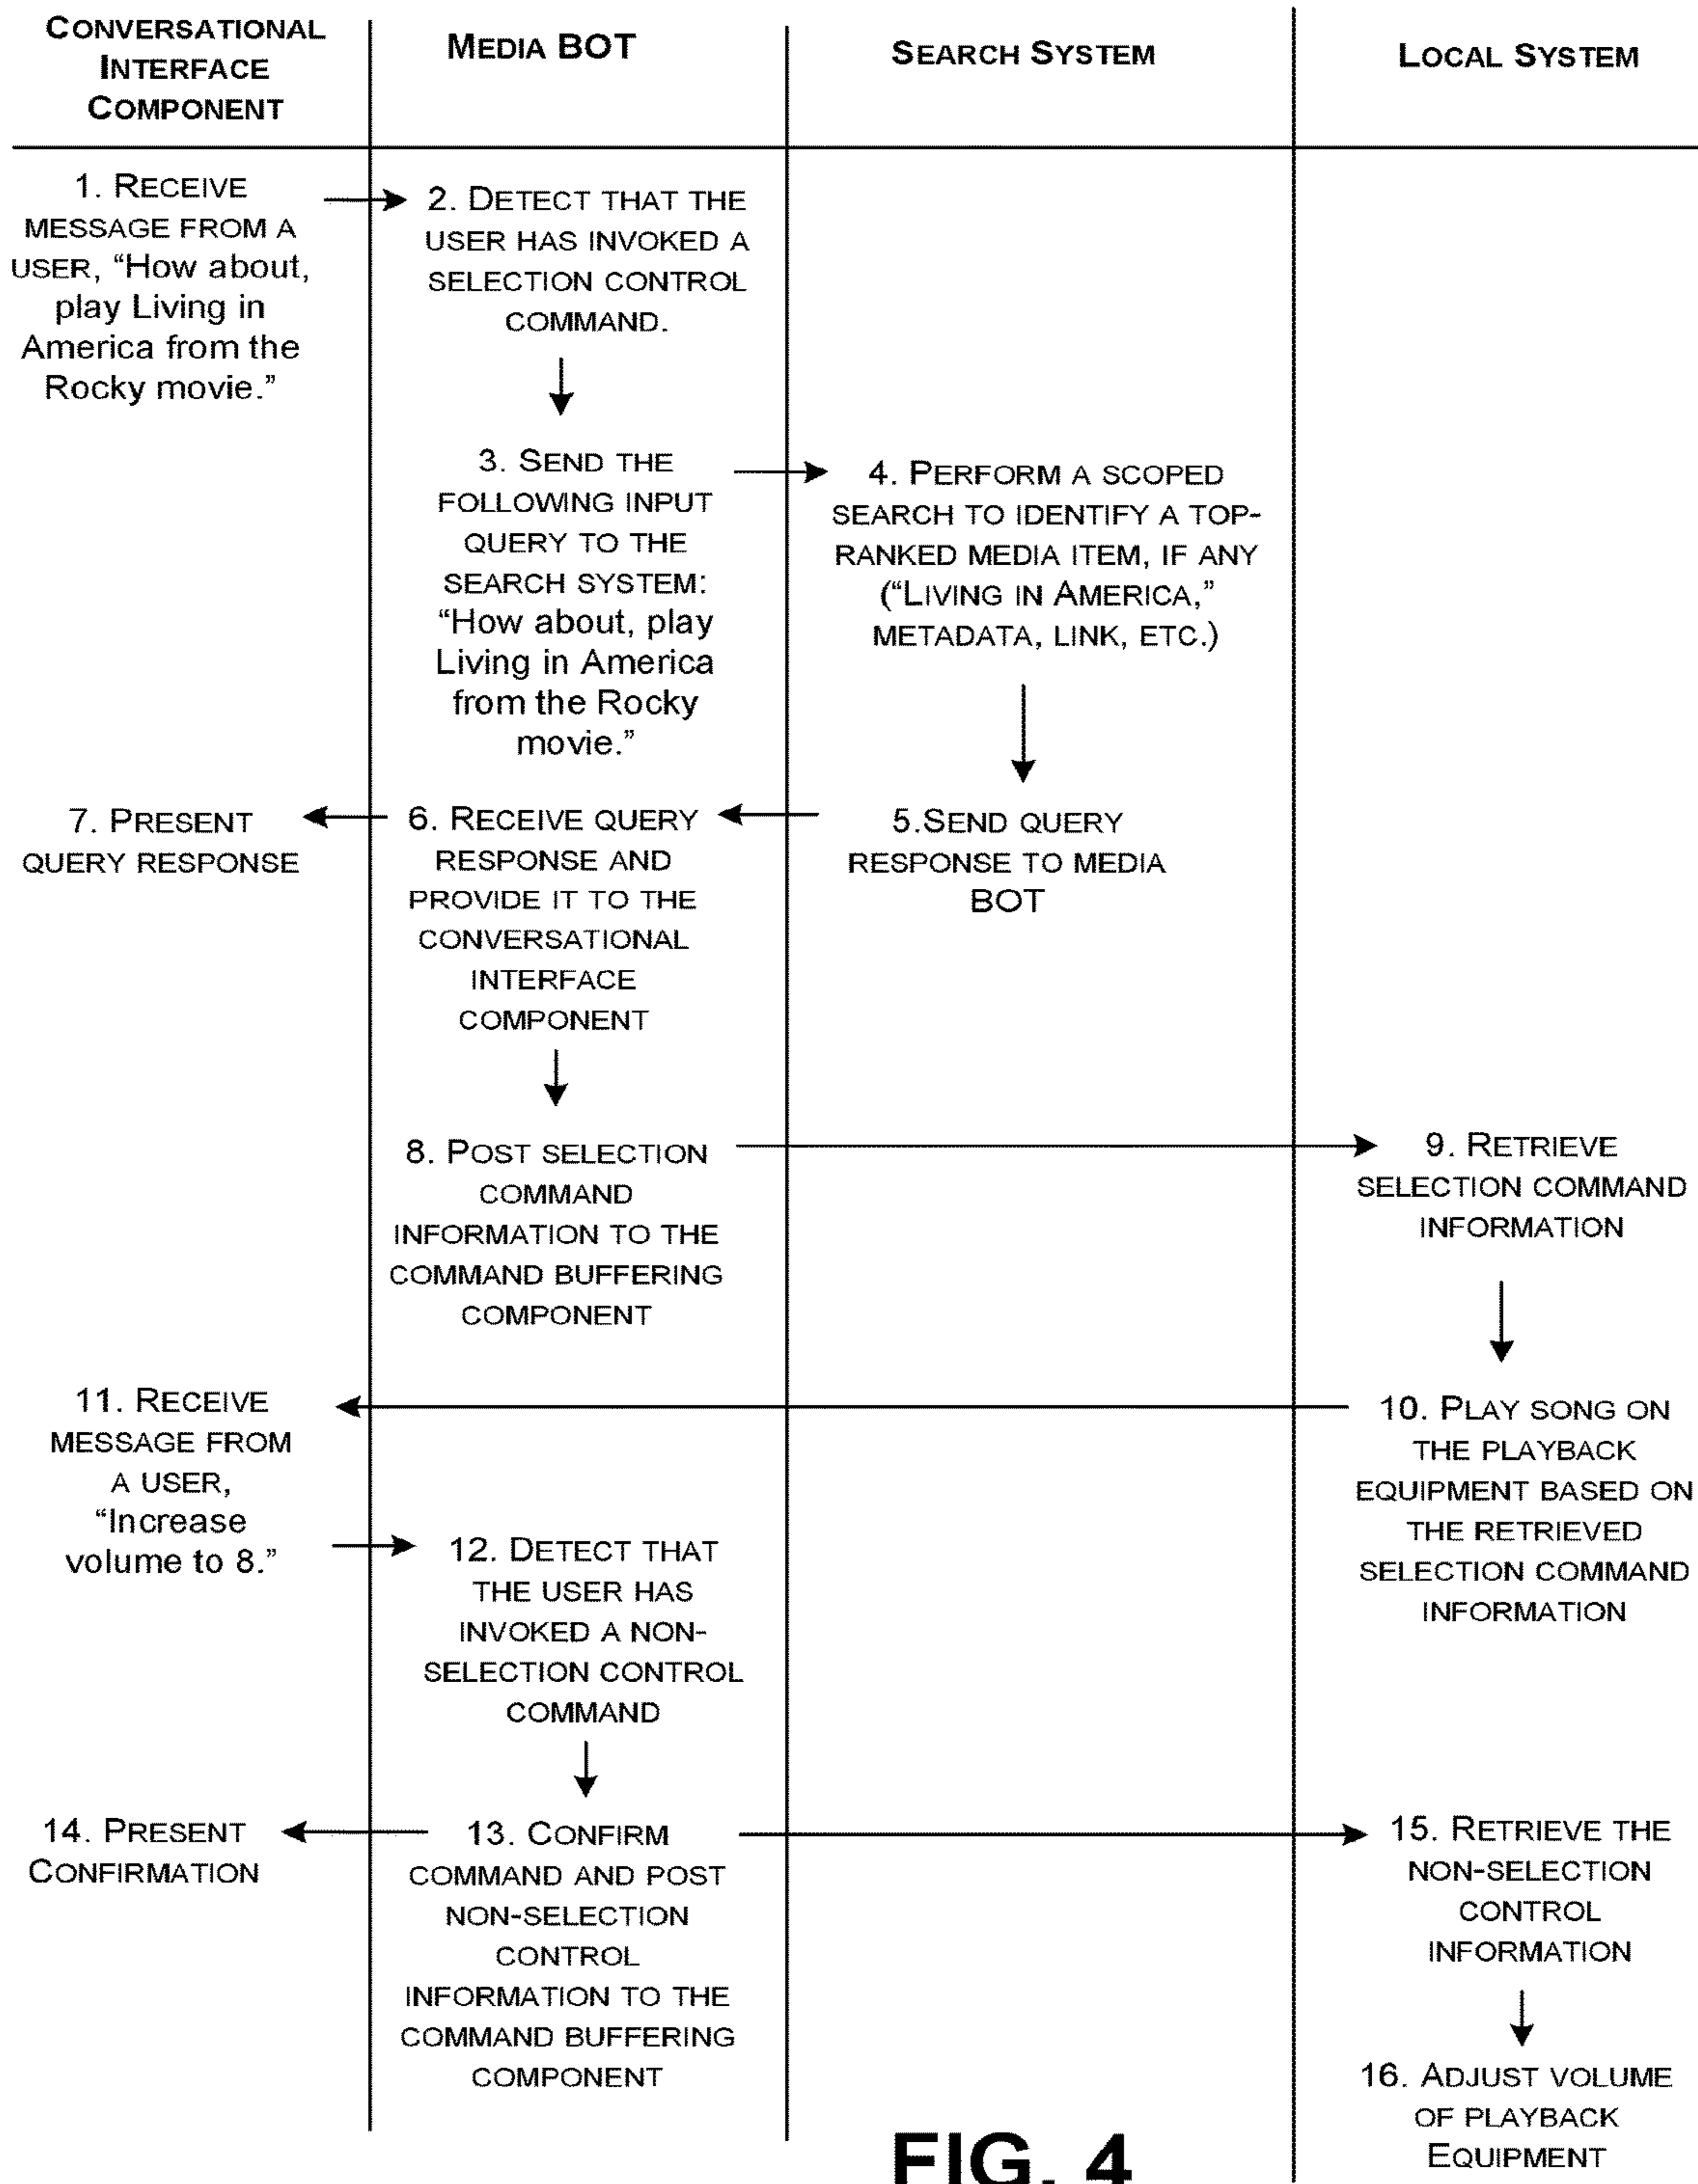 CONVERSATIONAL
INTERFACE
COMPONENT
MEDIA BOT
SEARCH SYSTEM
LOCAL SYSTEM
1. RECEIVE
MESSAGE FROM A
USER, “How about,
play Living in
America from the
Rocky movie.”
2. DETECT THAT THE
USER HAS INVOKED A
SELECTION CONTROL
COMMAND.
3. SEND THE
FOLLOWING INPUT
QUERY TO THE
SEARCH SYSTEM:
“How about, play
Living in America
from the Rocky
movie.”
4. PERFORM A SCOPED
SEARCH TO IDENTIFY A TOP-
RANKED MEDIA ITEM, IF ANY
(“LIVING IN AMERICA,”
METADATA, LINK, ETC.)
5.SEND QUERY
RESPONSE TO MEDIA
BOT
6. RECEIVE QUERY
RESPONSE AND
PROVIDE IT TO THE
CONVERSATIONAL
INTERFACE
COMPONENT
7. PRESENT
QUERY RESPONSE
8. POST SELECTION
COMMAND
INFORMATION TO THE
COMMAND BUFFERING
COMPONENT
9. RETRIEVE
SELECTION COMMAND
INFORMATION
10. PLAY SONG ON
THE PLAYBACK
EQUIPMENT BASED ON
THE RETRIEVED
SELECTION COMMAND
INFORMATION
11. RECEIVE
MESSAGE FROM
A USER,
“Increase
volume to 8.”
12. DETECT THAT
THE USER HAS
INVOKED A NON-
SELECTION CONTROL
COMMAND
13. CONFIRM
COMMAND AND POST
NON-SELECTION
CONTROL
INFORMATION TO THE
COMMAND BUFFERING
COMPONENT
14. PRESENT
CONFIRMATION
15. RETRIEVE THE
NON-SELECTION
CONTROL
INFORMATION
16. ADJUST VOLUME
OF PLAYBACK
EQUIPMENT
FIG. 4